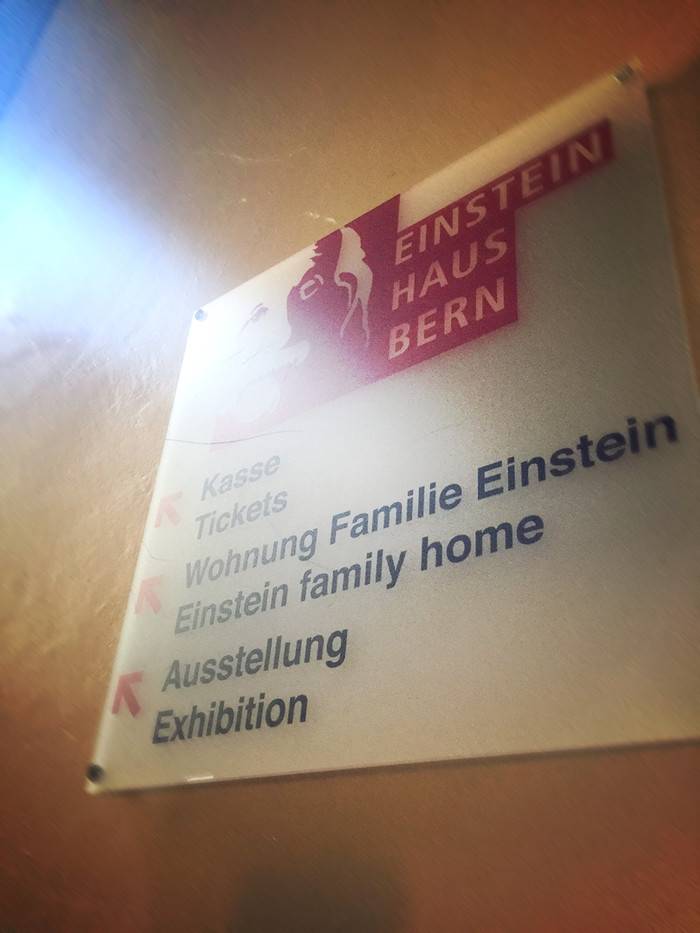 EINSTEIN
HAUS
BERN
Kasse
Tickets
Wohnung Familie Einstein
Einstein family home
Ausstellung
Exhibition